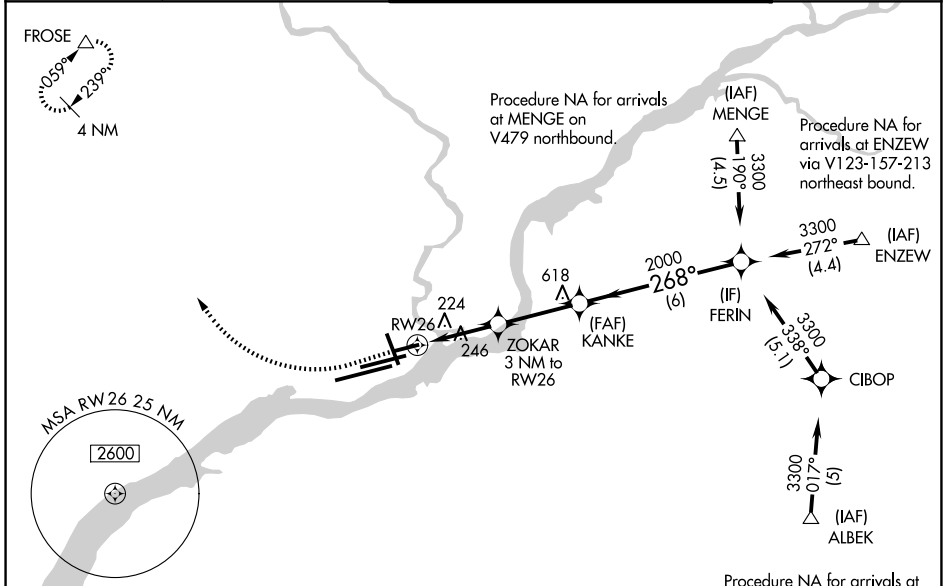 FROSE
059°
239°
4 NM
Procedure NA for arrivals
at MENGE on
V479 northbound.
(IAF)
MENGE
3300
190°
(4.5)
Procedure NA for
arrivals at ENZEW
via V123-157-213
northeast bound.
3300
272°
(4.4)
(IAF)
ENZEW
2000
268°
(6)
(IF)
FERIN
618
(FAF)
KANKE
224
RW26
246
ZOKAR
3 NM to
RW26
3300
338°
(5.1)
CIBOP
MSA RW26 25 NM
2600
3300
017°
(5)
(IAF)
ALBEK
Procedure NA for arrivals at